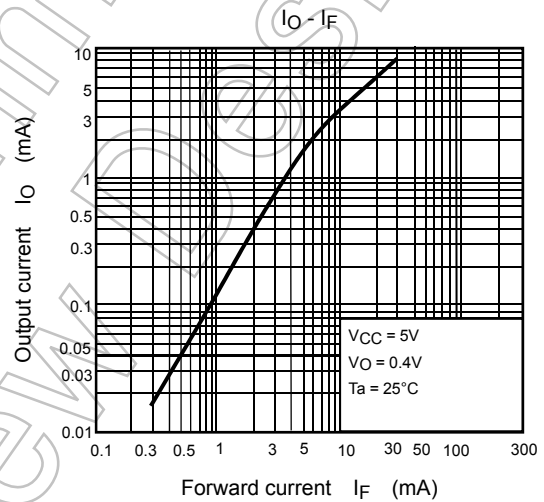 IO - IF
10
5
3
1
0.5
0.3
0.1
0.05
0.03
0.01
Output current IO (mA)
VCC = 5V
VO = 0.4V
Ta = 25°C
0.1 0.3 0.5 1 3 5 10 30 50 100 300
Forward current IF (mA)